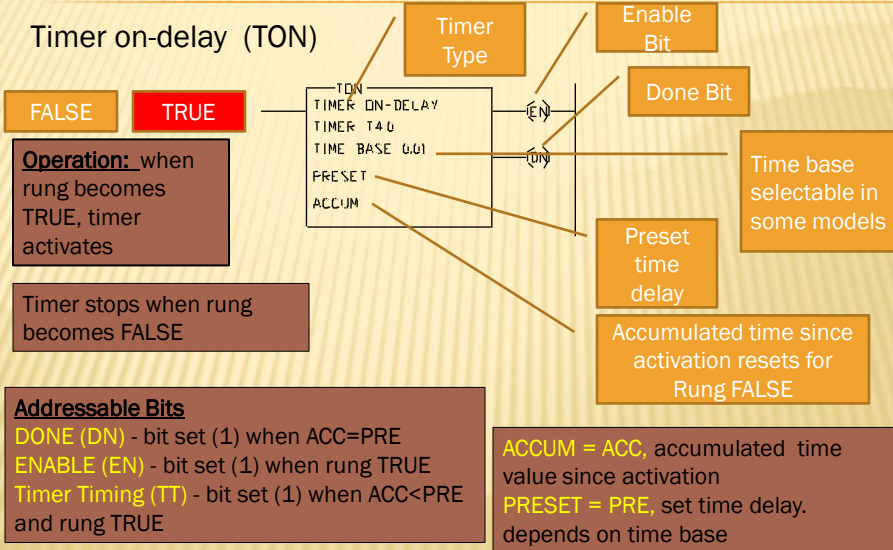 Timer on-delay (TON)
Timer
Type
Enable
Bit
Done Bit
FALSE
TRUE
TON
TIMER ON-DELAY
TIMER T4:0
TIME BASE 0.01
PRESET
ACCUM
(EN)
(DN)
Operation: when
rung becomes
TRUE, timer
activates
Time base
selectable in
some models
Preset
time
delay
Timer stops when rung
becomes FALSE
Accumulated time since
activation resets for
Rung FALSE
Addressable Bits
DONE (DN) - bit set (1) when ACC=PRE
ENABLE (EN) - bit set (1) when rung TRUE
Timer Timing (TT) - bit set (1) when ACC<PRE
and rung TRUE
ACCUM = ACC, accumulated time
value since activation
PRESET = PRE, set time delay.
depends on time base